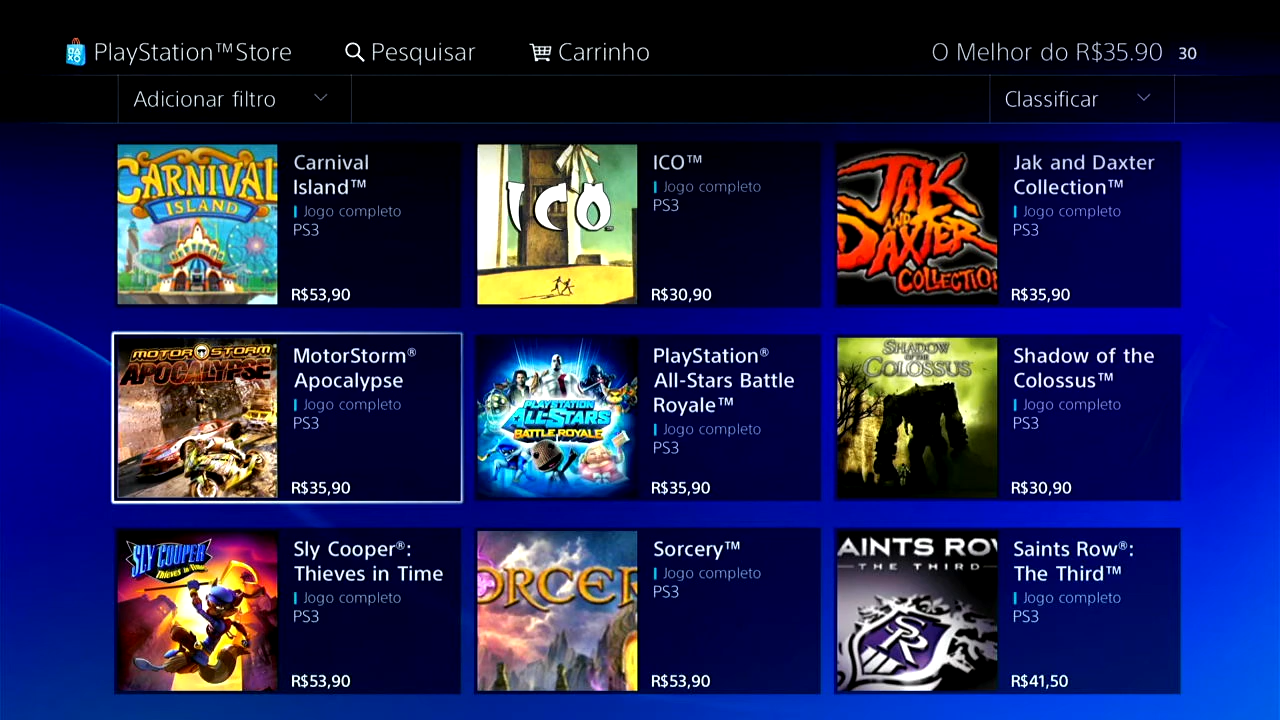 PlayStation™Store
Pesquisar
Carrinho
O Melhor do R$35.90 30
Adicionar filtro
Classificar
CARNIVAL
ISLAND
Carnival
Island™
Jogo completo
PS3
R$53,90
ICO
ICO™
Jogo completo
PS3
R$30,90
JAK
AND
DAXTER
COLLECTION
Jak and Daxter
Collection™
Jogo completo
PS3
R$35,90
MOTORSTORM
APOCALYPSE
MotorStorm®
Apocalypse
Jogo completo
PS3
R$35,90
PLAYSTATION
ALL-STARS
BATTLE ROYALE
PlayStation®
All-Stars Battle
Royale™
Jogo completo
PS3
R$35,90
SHADOW
OF THE
COLOSSUS
Shadow of the
Colossus™
Jogo completo
PS3
R$30,90
SLY COOPER
Thieves in Time
Sly Cooper®:
Thieves in Time
Jogo completo
PS3
R$53,90
ORCER
Sorcery™
Jogo completo
PS3
R$53,90
AINTS ROW
THE THIRD
SR
Saints Row®:
The Third™
Jogo completo
PS3
R$41,50